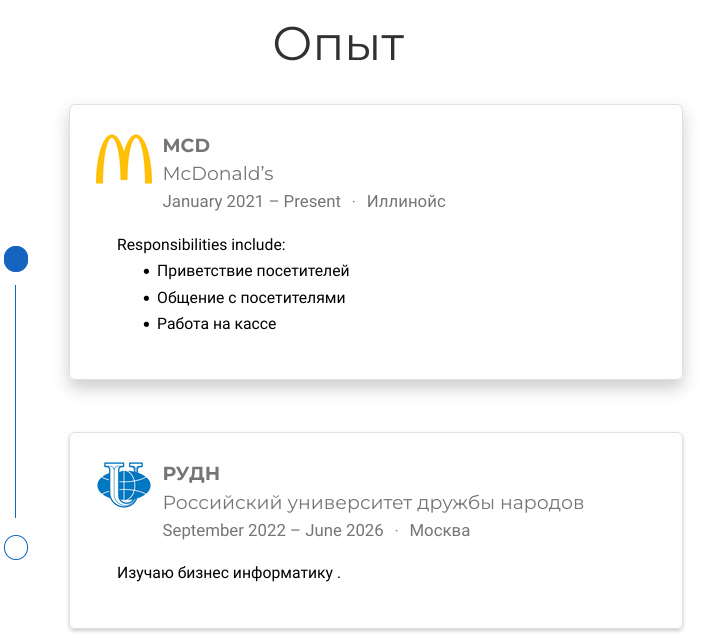 Опыт
MCD
McDonald’s
January 2021 – Present · Иллинойс
Responsibilities include:
• Приветствие посетителей
• Общение с посетителями
• Работа на кассе
РУДН
Российский университет дружбы народов
September 2022 – June 2026 · Москва
Изучаю бизнес информатику .